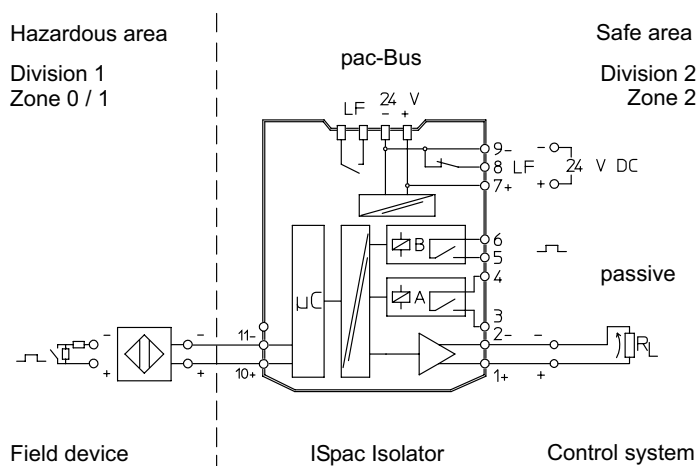 Hazardous area
Safe area
Division 1
Zone 0 / 1
Division 2
Zone 2
pac-Bus
LF 24 V
- +
9-
8 LF
7+
-
+
24 V DC
6
5
4
3
2-
1+
B
A
µC
passive
11-
10+
-
+
-
+
-
+
RL
Field device
ISpac Isolator
Control system